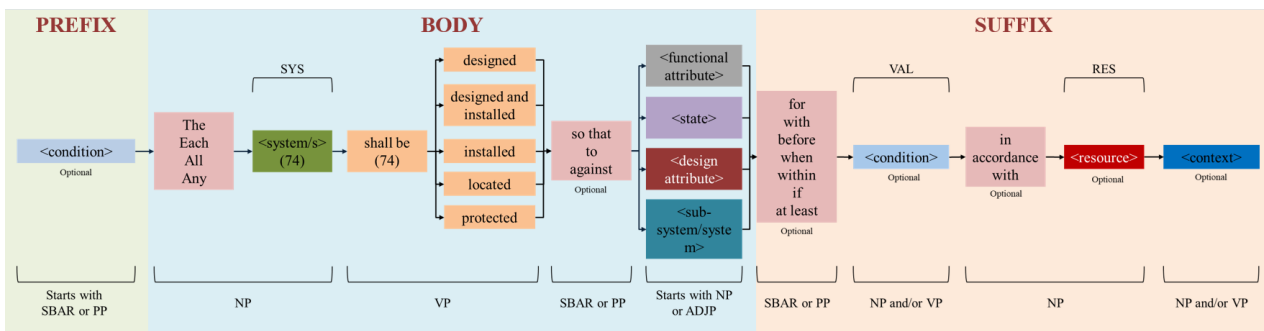 PREFIX
BODY
SUFFIX
SYS
VAL
RES
<condition>
Optional
The
Each
All
Any
<system/s>
(74)
shall be
(74)
designed
designed and
installed
installed
located
protected
so that
to
against
Optional
<functional
attribute>
<state>
<design
attribute>
<sub-
system/syste
m>
for
with
before
when
within
if
at least
Optional
<condition>
Optional
in
accordance
with
Optional
<resource>
Optional
<context>
Optional
Starts with
SBAR or PP
NP
VP
SBAR or PP
Starts with NP
or ADJP
SBAR or PP
NP and/or VP
NP
NP and/or VP